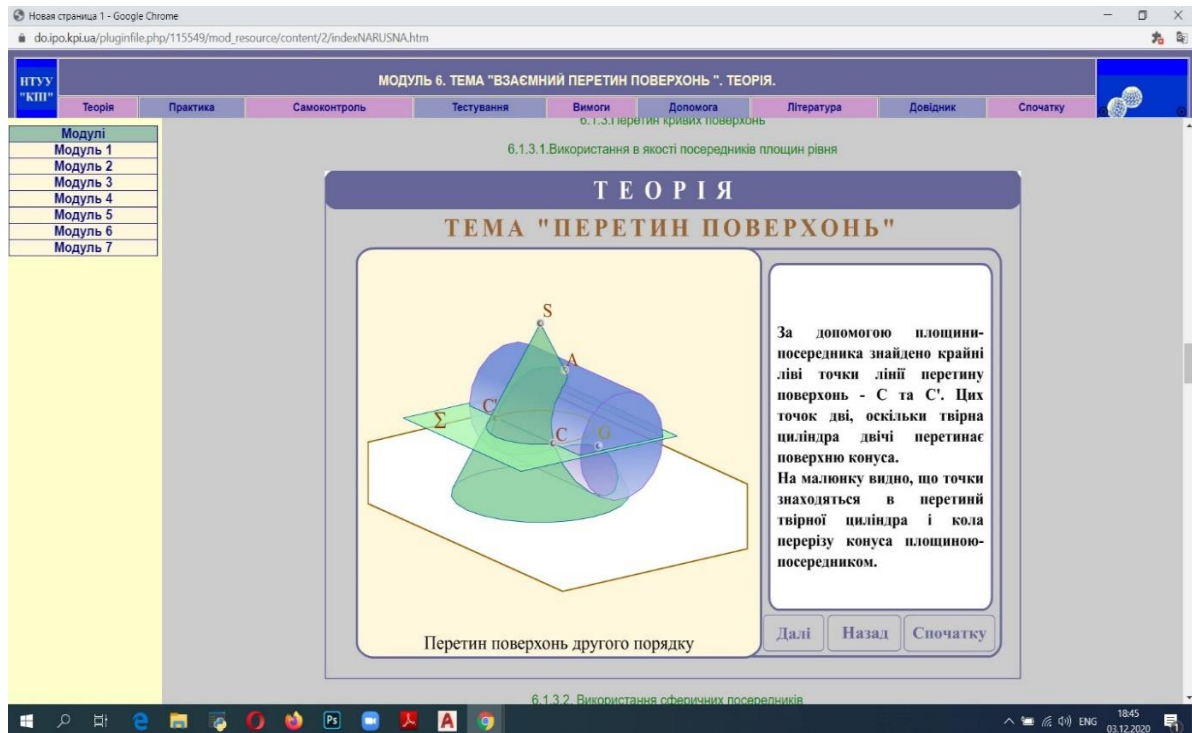 Новая страница 1 - Google Chrome
do.ipo.kpi.ua/pluginfile.php/115549/mod_resource/content/2/indexNARUSNA.htm
НТУУ
"КПІ"
МОДУЛЬ 6. ТЕМА "ВЗАЄМНИЙ ПЕРЕТИН ПОВЕРХОНЬ ". ТЕОРІЯ.
Теорія Практика Самоконтроль Тестування Вимоги Допомога Література Довідник Спочатку
Модулі
Модуль 1
Модуль 2
Модуль 3
Модуль 4
Модуль 5
Модуль 6
Модуль 7
6.1.3.Перетин кривих поверхонь
6.1.3.1.Використання в якості посередників площин рівня
ТЕОРІЯ
ТЕМА "ПЕРЕТИН ПОВЕРХОНЬ"
S
A
C'
Σ
C
G
Перетин поверхонь другого порядку
За допомогою площини-
посередника знайдено крайні
ліві точки лінії перетину
поверхонь - С та С'. Цих
точок дві, оскільки твірна
циліндра двічі перетинає
поверхню конуса.
На малюнку видно, що точки
знаходяться в перетинй
твірної циліндра і кола
перерізу конуса площиною-
посередником.
Далі Назад Спочатку
6.1.3.2. Використання сферичних посередників
Ps
A
ENG
18:45
03.12.2020
1